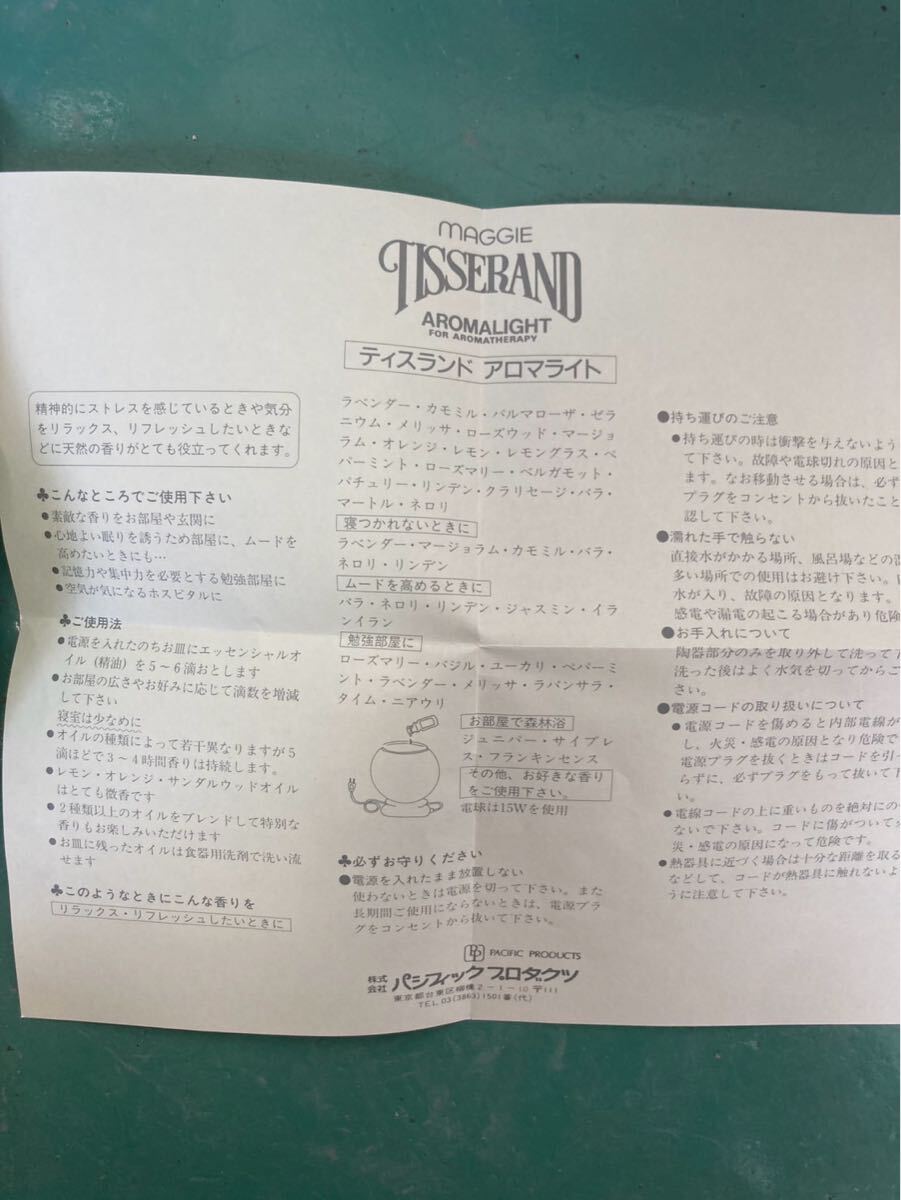 MAGGIE
TISSERAND
AROMALIGHT
FOR AROMATHERAPY
ティスランド アロマライト
精神的にストレスを感じているときや気分
をリラックス、リフレッシュしたいときな
どに天然の香りがとても役立ってくれます。
♣こんなところでご使用下さい
●素敵な香りをお部屋や玄関に
●心地よい眠りを誘うため部屋に、ムードを
高めたいときにも…
●記憶力や集中力を必要とする勉強部屋に
●空気が気になるホスピタルに
♣ご使用法
●電源を入れたのちお皿にエッセンシャルオ
イル (精油) を5～6滴おとします
●お部屋の広さやお好みに応じて滴数を増減
して下さい
寝室は少なめに
●オイルの種類によって若干異なりますが5
滴ほどで3～4時間香りは持続します。
●レモン・オレンジ・サンダルウッドオイル
はとても微香です
●2種類以上のオイルをブレンドして特別な
香りもお楽しみいただけます
●お皿に残ったオイルは食器用洗剤で洗い流
せます
♣このようなときにこんな香りを
リラックス・リフレッシュしたいときに
ラベンダー・カモミル・パルマローザ・ゼラ
ニウム・メリッサ・ローズウッド・マージョ
ラム・オレンジ・レモン・レモングラス・ペ
パーミント・ローズマリー・ベルガモット・
パチュリー・リンデン・クラリセージ・バラ・
マートル・ネロリ
寝つかれないときに
ラベンダー・マージョラム・カモミル・バラ・
ネロリ・リンデン
ムードを高めるときに
バラ・ネロリ・リンデン・ジャスミン・イラ
ンイラン
勉強部屋に
ローズマリー・バジル・ユーカリ・ペパーミ
ント・ラベンダー・メリッサ・ラバンサラ・
タイム・ニアウリ
お部屋で森林浴
ジュニパー・サイプレ
ス・フランキンセンス
その他、お好きな香り
をご使用下さい。
電球は15Wを使用
♣必ずお守りください
●電源を入れたまま放置しない
使わないときは電源を切って下さい。また
長期間ご使用にならないときは、電源プラ
グをコンセントから抜いて下さい。
●持ち運びのご注意
●持ち運びの時は衝撃を与えないよう
て下さい。故障や電球切れの原因と
ます。なお移動させる場合は、必ず
プラグをコンセントから抜いたこと
認して下さい。
●濡れた手で触らない
直接水がかかる場所、風呂場などの湿
多い場所での使用はお避け下さい。
水が入り、故障の原因となります。
感電や漏電の起こる場合があり危険
●お手入れについて
陶器部分のみを取り外して洗って下
洗った後はよく水気を切ってからご
さい。
●電源コードの取り扱いについて
●電源コードを傷めると内部電線が
し、火災・感電の原因となり危険で
電源プラグを抜くときはコードを引っ
らずに、必ずプラグをもって抜いて下
い。
●電線コードの上に重いものを絶対にの
ないで下さい。コードに傷がついて火
災・感電の原因になって危険です。
●熱器具に近づく場合は十分な距離を取る
などして、コードが熱器具に触れないよ
うに注意して下さい。
PP PACIFIC PRODUCTS
株式会社 パシフィックプロダクツ
東京都台東区柳橋2-1-10 〒111
TEL 03(3863)1501番(代)